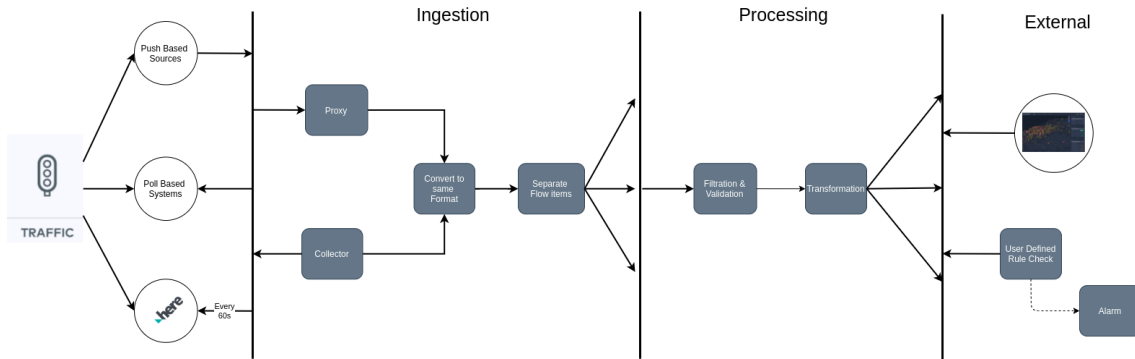 Ingestion
Processing
External
Push Based
Sources
Proxy
Poll Based
Systems
Convert to
same
Format
Separate
Flow items
Filtration &
Validation
Transformation
TRAFFIC
Collector
User Defined
Rule Check
here
Every
60s
Alarm